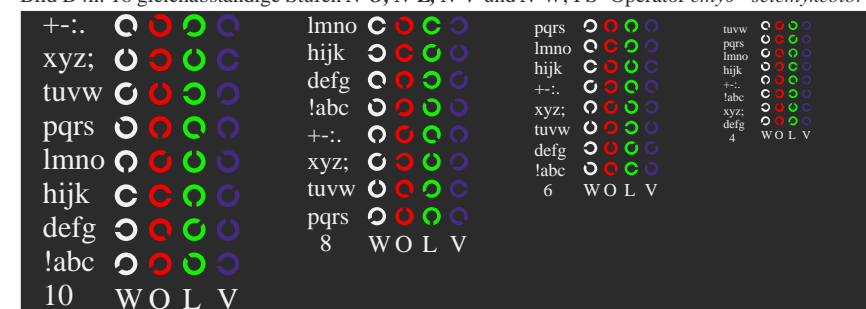 +-:.
xyz;
tuvw
pqrs
lmno
hijk
defg
!abc
10 W O L V
lmno
hijk
defg
!abc
+-:.
xyz;
tuvw
pqrs
8 W O L V
pqrs
lmno
hijk
+-:.
xyz;
tuvw
defg
!abc
6 W O L V
tuvw
pqrs
lmno
hijk
+-:.
!abc
xyz;
defg
4 W O L V